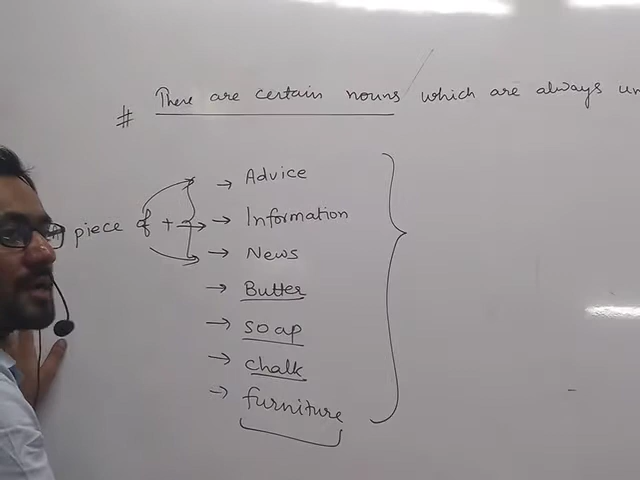 # There are certain nouns which are always un
→ Advice
piece of + → Information
→ News
→ Butter
→ soap
→ chalk
→ furniture